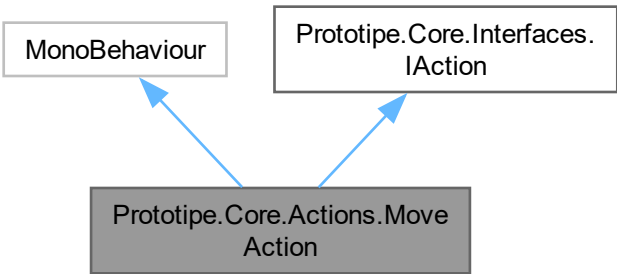 MonoBehaviour
Prototipe.Core.Interfaces.
IAction
Prototipe.Core.Actions.Move
Action